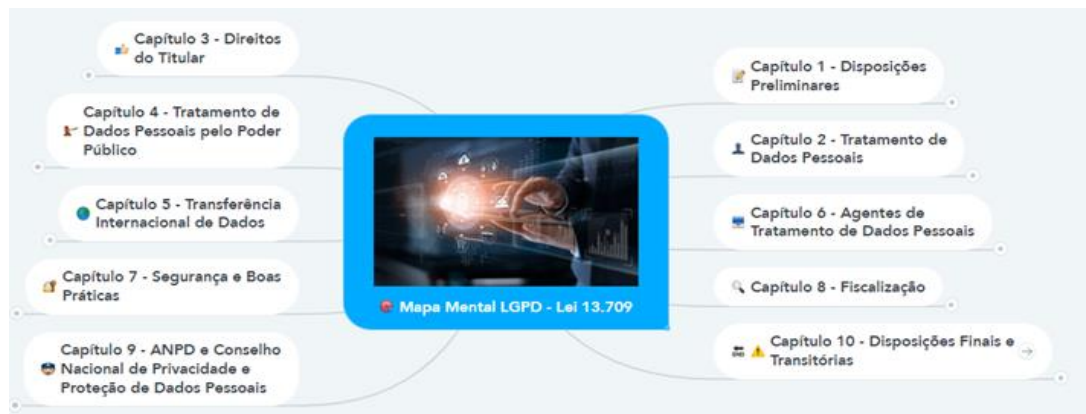 Capítulo 3 - Direitos
do Titular
Capítulo 4 - Tratamento de
Dados Pessoais pelo Poder
Público
Capítulo 5 - Transferência
Internacional de Dados
Capítulo 7 - Segurança e Boas
Práticas
Capítulo 9 - ANPD e Conselho
Nacional de Privacidade e
Proteção de Dados Pessoais
Mapa Mental LGPD - Lei 13.709
Capítulo 1 - Disposições
Preliminares
Capítulo 2 - Tratamento de
Dados Pessoais
Capítulo 6 - Agentes de
Tratamento de Dados Pessoais
Capítulo 8 - Fiscalização
Capítulo 10 - Disposições Finais e
Transitórias